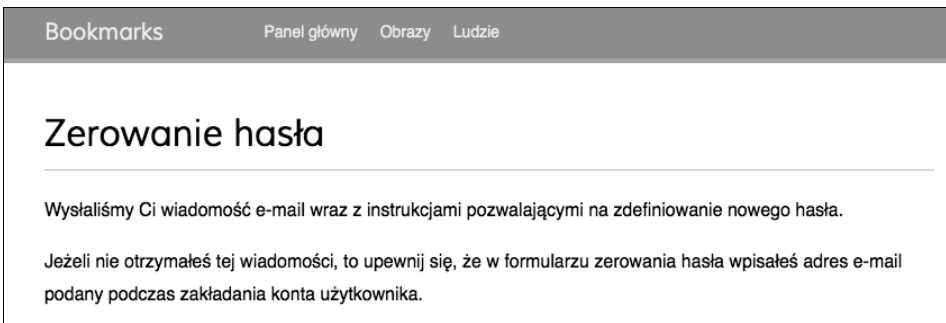 Bookmarks Panel główny Obrazy Ludzie
Zerowanie hasła
Wysłaliśmy Ci wiadomość e-mail wraz z instrukcjami pozwalającymi na zdefiniowanie nowego hasła.
Jeżeli nie otrzymałeś tej wiadomości, to upewnij się, że w formularzu zerowania hasła wpisałeś adres e-mail
podany podczas zakładania konta użytkownika.